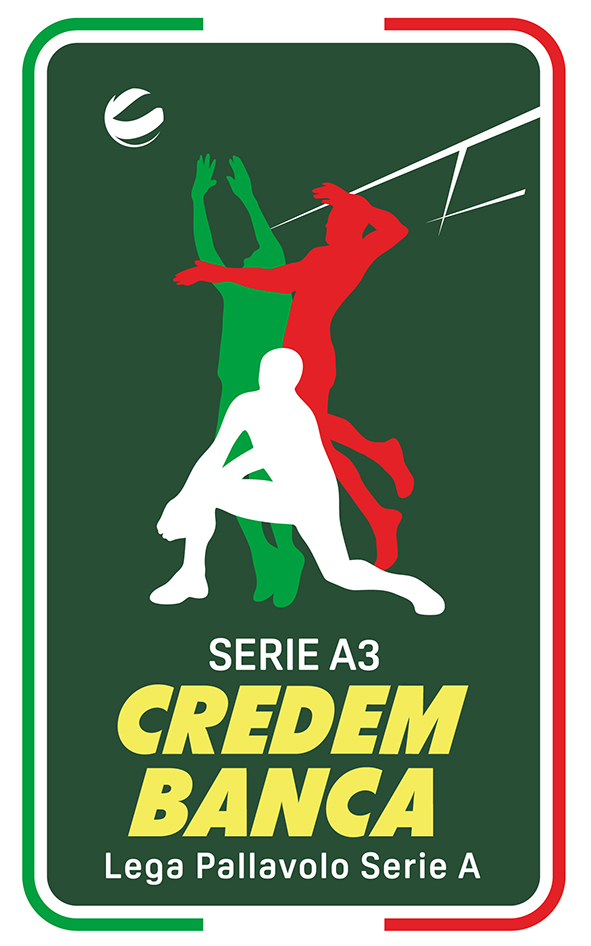 SERIE A3
CREDEM
BANCA
Lega Pallavolo Serie A